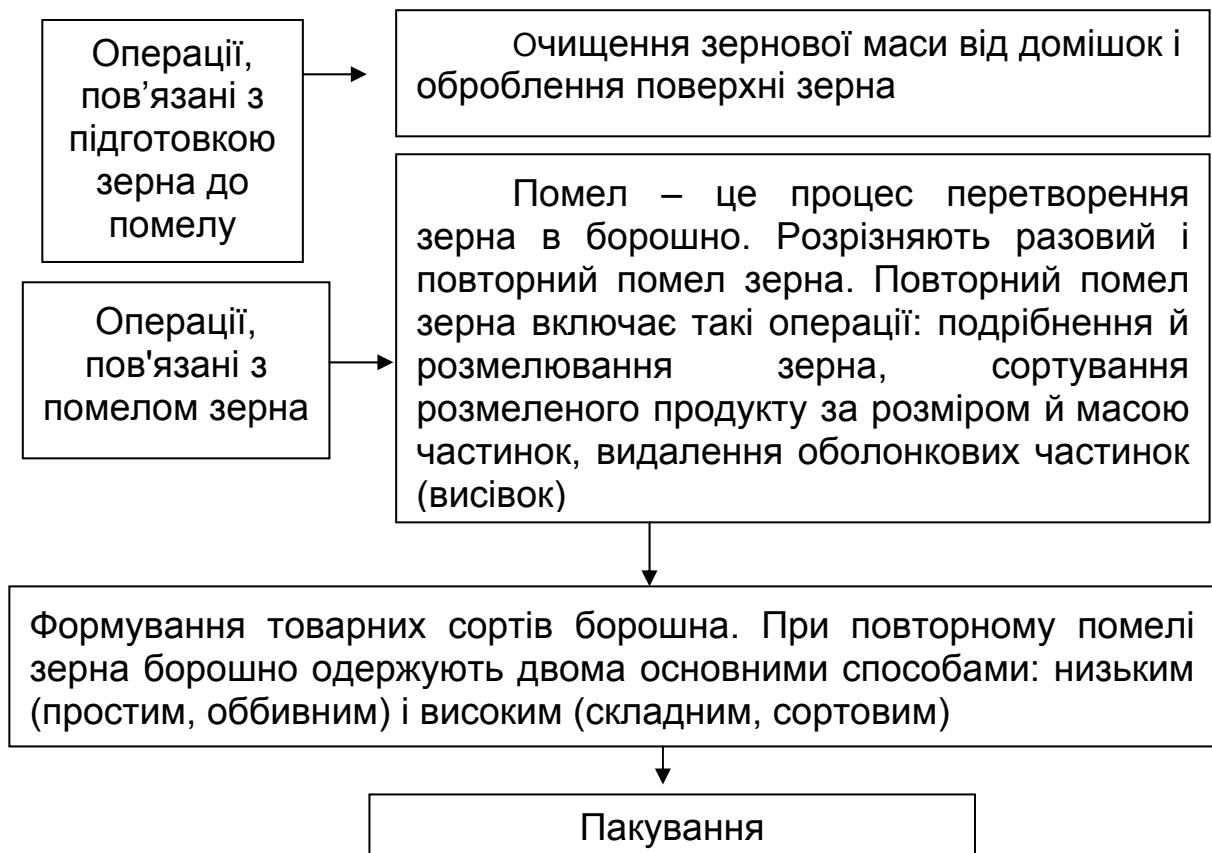 Операції,
пов’язані з
підготовкою
зерна до
помелу
Очищення зернової маси від домішок і
оброблення поверхні зерна
Операції,
пов'язані з
помелом зерна
Помел – це процес перетворення
зерна в борошно. Розрізняють разовий і
повторний помел зерна. Повторний помел
зерна включає такі операції: подрібнення й
розмелювання зерна, сортування
розмеленого продукту за розміром й масою
частинок, видалення оболонкових частинок
(висівок)
Формування товарних сортів борошна. При повторному помелі
зерна борошно одержують двома основними способами: низьким
(простим, оббивним) і високим (складним, сортовим)
Пакування